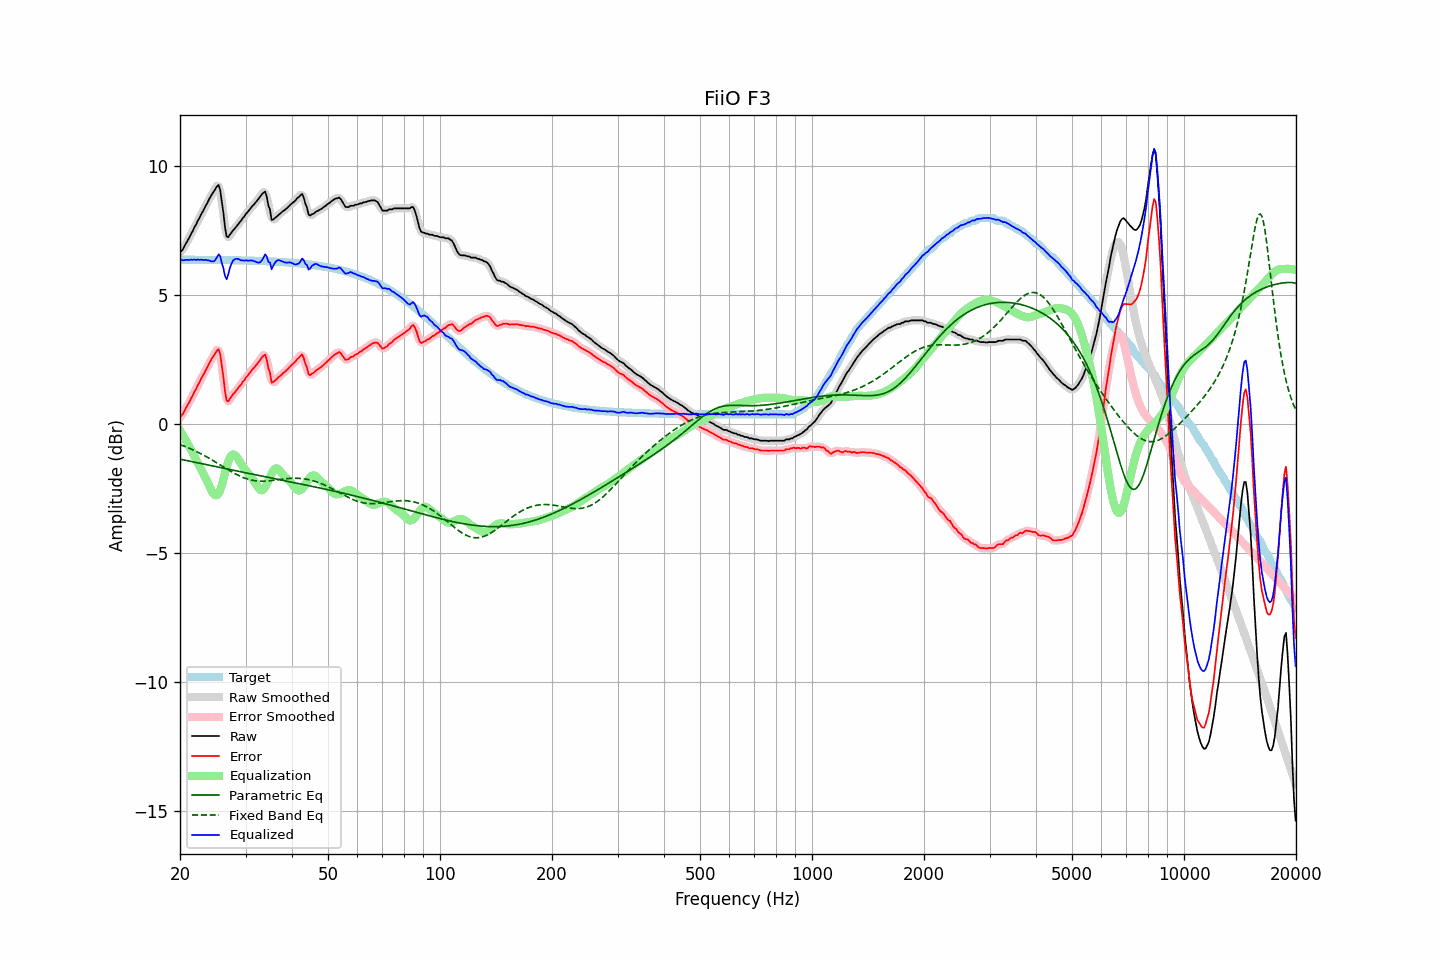 FiiO F3
Amplitude (dBr)
10
5
0
−5
−10
−15
Target
Raw Smoothed
Error Smoothed
Raw
Error
Equalization
Parametric Eq
Fixed Band Eq
Equalized
20 50 100 200 500 1000 2000 5000 10000 20000
Frequency (Hz)